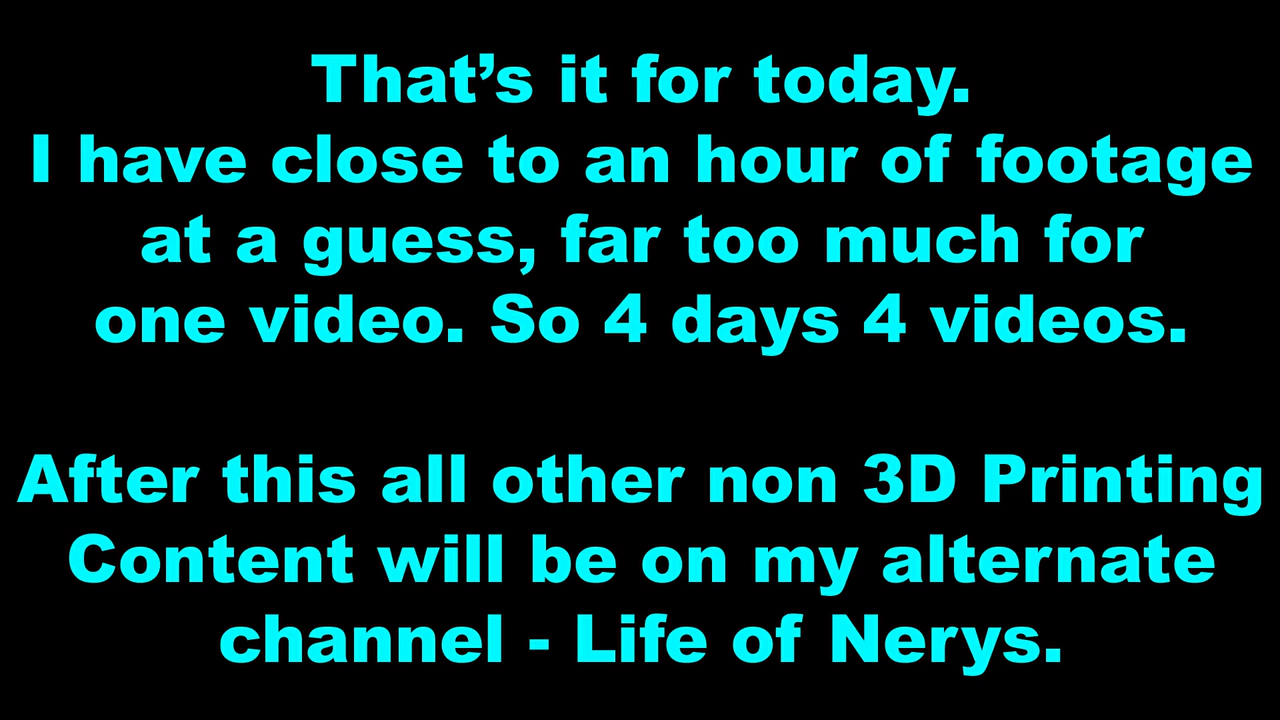 That’s it for today.
I have close to an hour of footage
at a guess, far too much for
one video. So 4 days 4 videos.
After this all other non 3D Printing
Content will be on my alternate
channel - Life of Nerys.